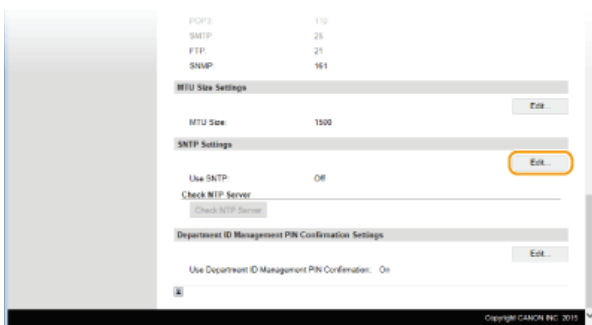 POP3: 110
SMTP: 25
FTP: 21
SNMP: 161
MTU Size Settings
Edit...
MTU Size: 1500
SNTP Settings
Edit...
Use SNTP: Off
Check NTP Server
Check NTP Server
Department ID Management PIN Confirmation Settings
Edit...
Use Department ID Management PIN Confirmation: On
Copyright CANON INC. 2015